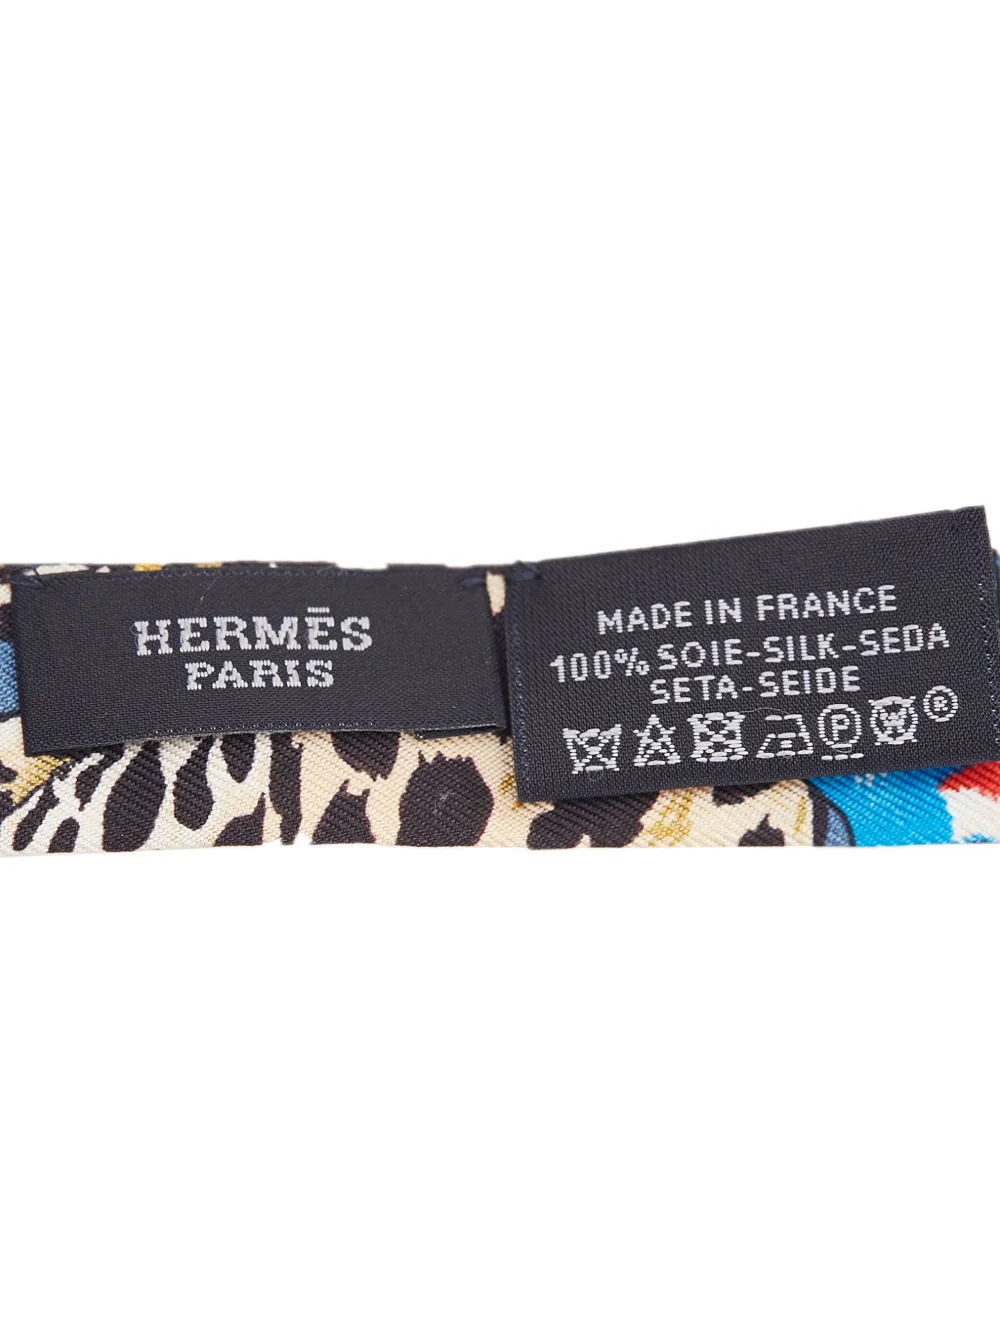 HERMÈS
PARIS
MADE IN FRANCE
100% SOIE-SILK-SEDA
SETA-SEIDE
P W ®